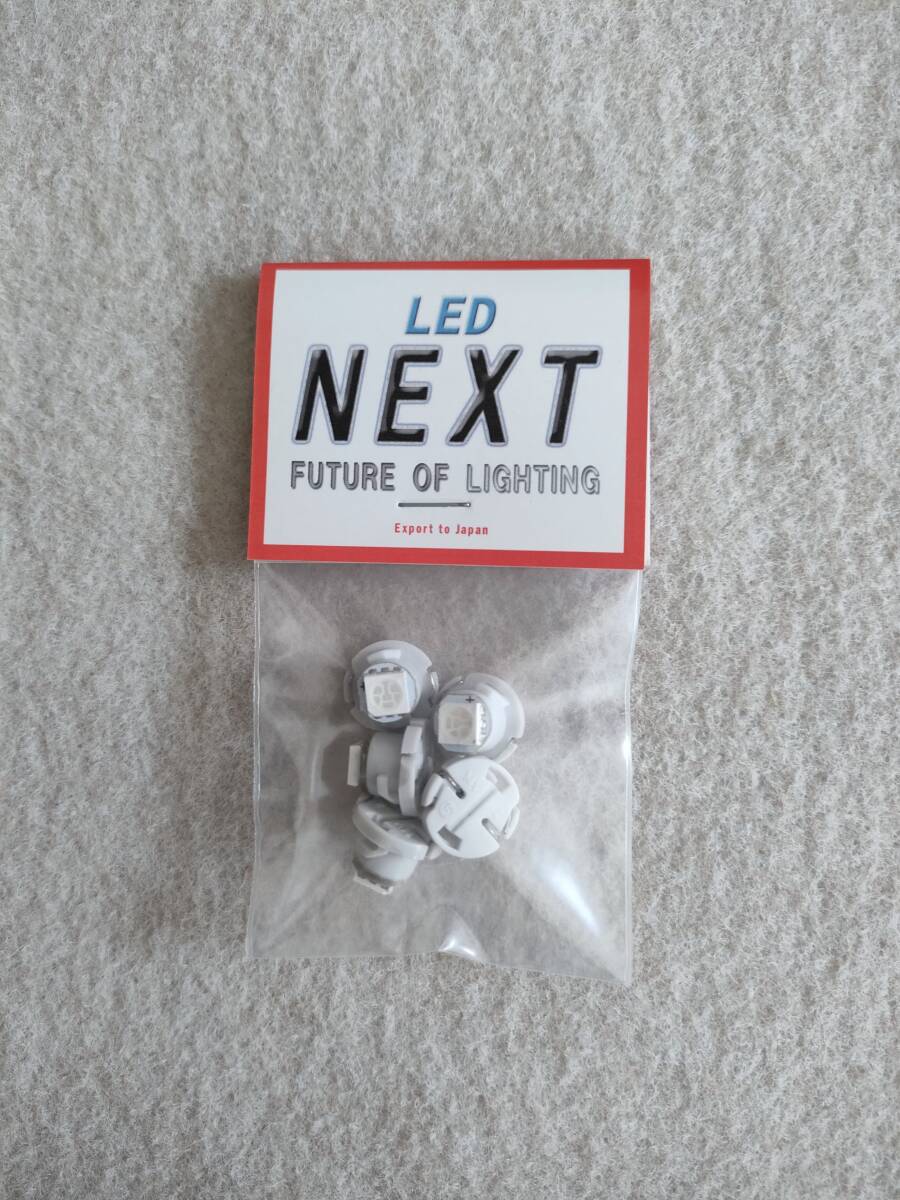 LED
NEXT
FUTURE OF LIGHTING
Export to Japan
+